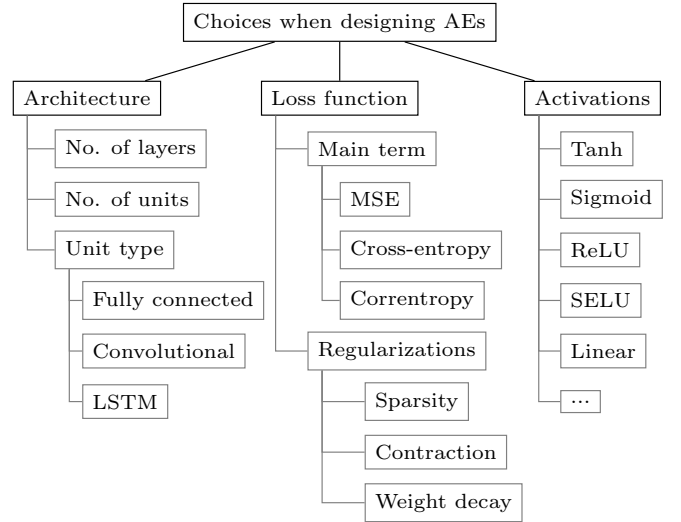 Choices when designing AEs
Architecture
No. of layers
No. of units
Unit type
Fully connected
Convolutional
LSTM
Loss function
Main term
MSE
Cross-entropy
Correntropy
Regularizations
Sparsity
Contraction
Weight decay
Activations
Tanh
Sigmoid
ReLU
SELU
Linear
...